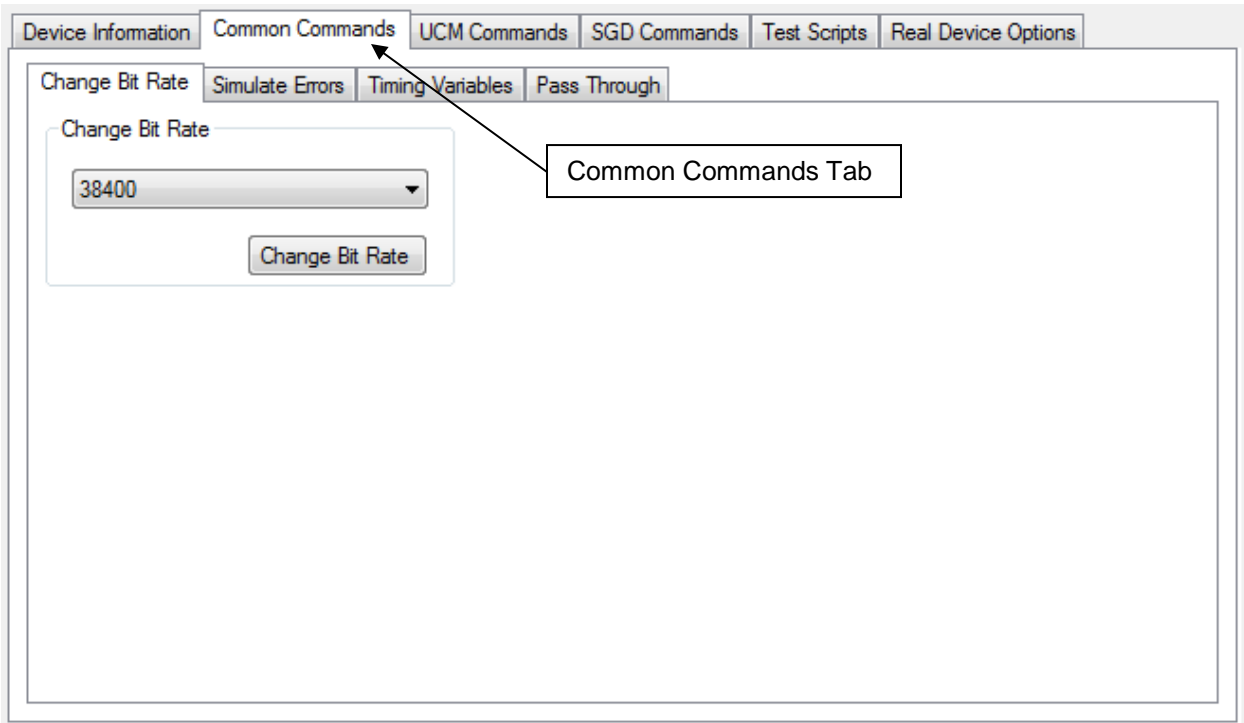 Device Information Common Commands UCM Commands SGD Commands Test Scripts Real Device Options
Change Bit Rate Simulate Errors Timing Variables Pass Through
Change Bit Rate
Common Commands Tab
38400
Change Bit Rate